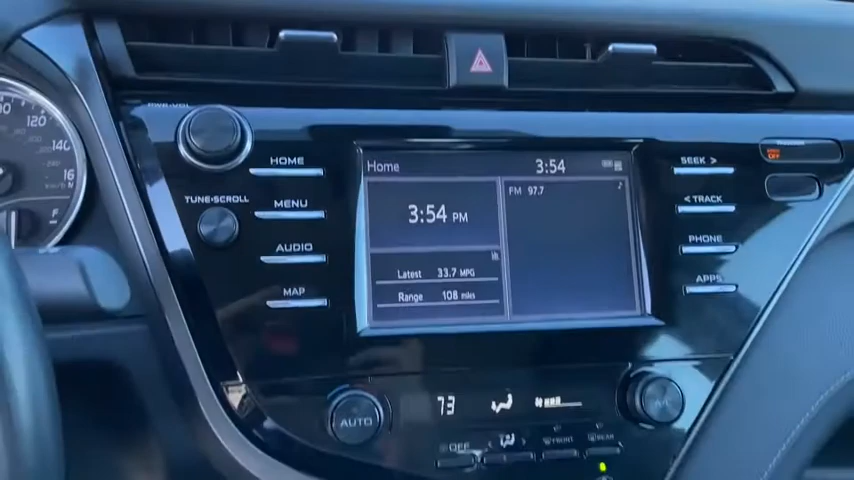 PWR•VOL
120
140
160
HOME
TUNE•SCROLL
MENU
AUDIO
MAP
Home
3:54
3:54 PM
FM 97.7
Latest 33.7 MPG
Range 108 miles
SEEK >
< TRACK
PHONE
APPS
73
AUTO
A/C
OFF
FRONT
REAR